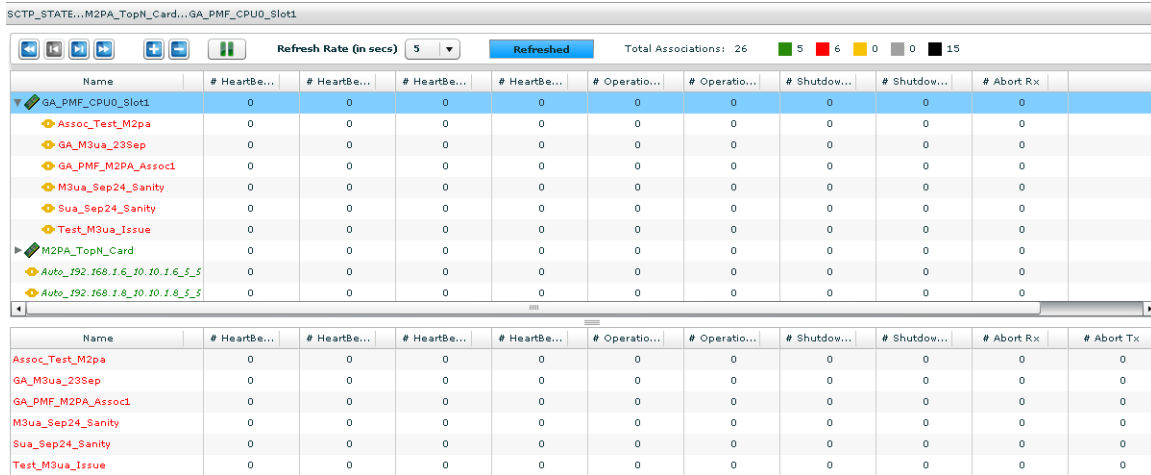 SCTP_STATE...M2PA_TopN_Card...GA_PMF_CPU0_Slot1
Refresh Rate (in secs) 5 Refreshed Total Associations: 26 5 6 0 0 15
Name # HeartBe... # HeartBe... # HeartBe... # HeartBe... # Operatio... # Operatio... # Shutdow... # Shutdow... # Abort Rx
GA_PMF_CPU0_Slot1 0 0 0 0 0 0 0 0 0
Assoc_Test_M2pa 0 0 0 0 0 0 0 0 0
GA_M3ua_23Sep 0 0 0 0 0 0 0 0 0
GA_PMF_M2PA_Assoc1 0 0 0 0 0 0 0 0 0
M3ua_Sep24_Sanity 0 0 0 0 0 0 0 0 0
Sua_Sep24_Sanity 0 0 0 0 0 0 0 0 0
Test_M3ua_Issue 0 0 0 0 0 0 0 0 0
M2PA_TopN_Card 0 0 0 0 0 0 0 0 0
Auto_192.168.1.6_10.10.1.6_5_5 0 0 0 0 0 0 0 0 0
Auto_192.168.1.8_10.10.1.8_5_5 0 0 0 0 0 0 0 0 0
Name # HeartBe... # HeartBe... # HeartBe... # HeartBe... # Operatio... # Operatio... # Shutdow... # Shutdow... # Abort Rx # Abort Tx
Assoc_Test_M2pa 0 0 0 0 0 0 0 0 0 0
GA_M3ua_23Sep 0 0 0 0 0 0 0 0 0 0
GA_PMF_M2PA_Assoc1 0 0 0 0 0 0 0 0 0 0
M3ua_Sep24_Sanity 0 0 0 0 0 0 0 0 0 0
Sua_Sep24_Sanity 0 0 0 0 0 0 0 0 0 0
Test_M3ua_Issue 0 0 0 0 0 0 0 0 0 0